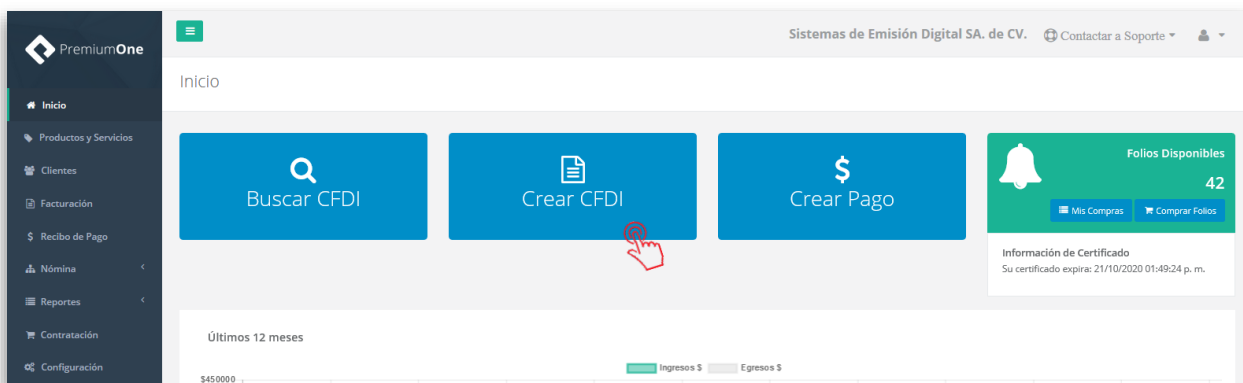 PremiumOne
Sistemas de Emisión Digital SA. de CV.
Contactar a Soporte
Inicio
Inicio
Productos y Servicios
Clientes
Facturación
Recibo de Pago
Nómina
Reportes
Contratación
Configuración
Buscar CFDI
Crear CFDI
Crear Pago
Folios Disponibles
42
Mis Compras
Comprar Folios
Información de Certificado
Su certificado expira: 21/10/2020 01:49:24 p. m.
Últimos 12 meses
Ingresos $ Egresos $
$450000